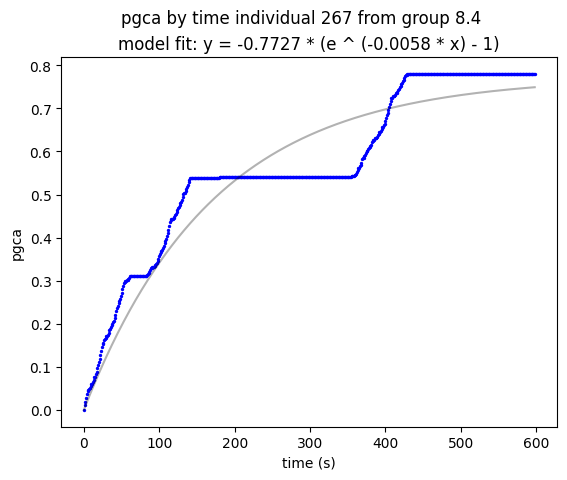 pgca by time individual 267 from group 8.4
model fit: y = -0.7727 * (e ^ (-0.0058 * x) - 1)
0.8
0.7
0.6
0.5
0.4
0.3
0.2
0.1
0.0
pgca
0 100 200 300 400 500 600
time (s)